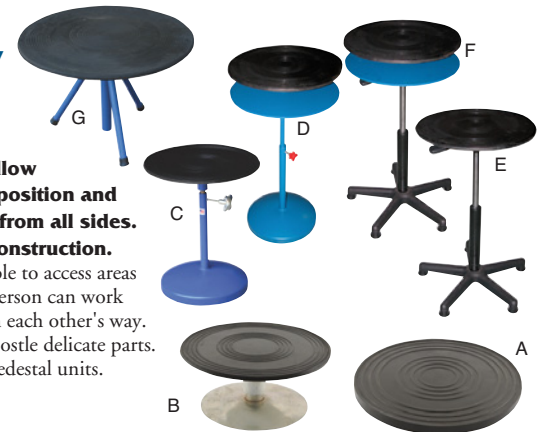 G
F
D
E
llow
position and
C
from all sides.
onstruction.
ole to access areas
erson can work
each other's way.
ostle delicate parts.
edestal units.
A
B